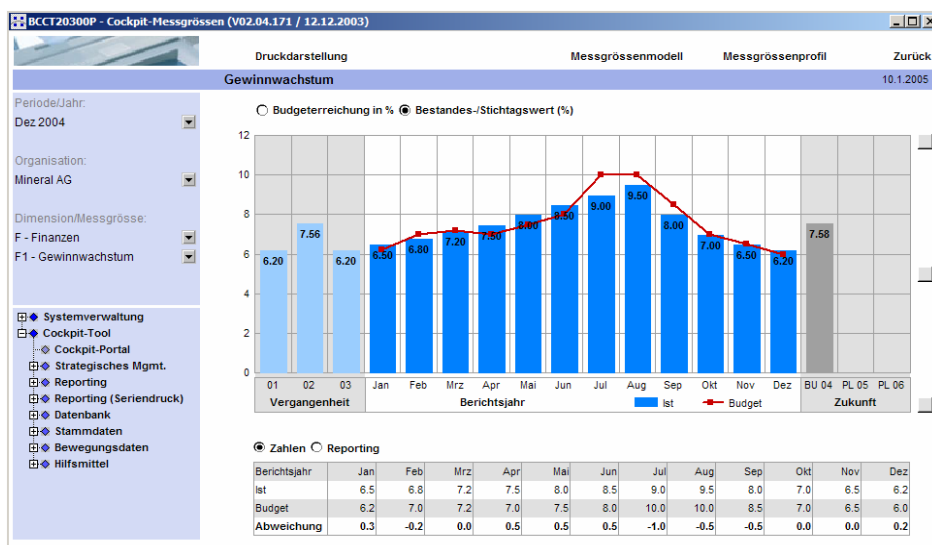 BCCT20300P - Cockpit-Messgrössen (V02.04.171 / 12.12.2003)
Druckdarstellung Messgrössenmodell Messgrössenprofil Zurück
Gewinnwachstum 10.1.2005
Periode/Jahr:
Dez 2004
Organisation:
Mineral AG
Dimension/Messgrösse:
F - Finanzen
F1 - Gewinnwachstum
Systemverwaltung
Cockpit-Tool
Cockpit-Portal
Strategisches Mgmt.
Reporting
Reporting (Seriendruck)
Datenbank
Stammdaten
Bewegungsdaten
Hilfsmittel
Budgeterreichung in % Bestandes-/Stichtagswert (%)
12
10
8
6
4
2
0
6.20 7.56 6.20 6.50 6.80 7.20 7.50 8.00 8.50 9.00 9.50 8.00 7.00 6.50 6.20 7.58
01 02 03 Jan Feb Mrz Apr Mai Jun Jul Aug Sep Okt Nov Dez BU 04 PL 05 PL 06
Vergangenheit Berichtsjahr Ist Budget Zukunft
Zahlen Reporting
Berichtsjahr Jan Feb Mrz Apr Mai Jun Jul Aug Sep Okt Nov Dez
Ist 6.5 6.8 7.2 7.5 8.0 8.5 9.0 9.5 8.0 7.0 6.5 6.2
Budget 6.2 7.0 7.2 7.0 7.5 8.0 10.0 10.0 8.5 7.0 6.5 6.0
Abweichung 0.3 -0.2 0.0 0.5 0.5 0.5 -1.0 -0.5 -0.5 0.0 0.0 0.2